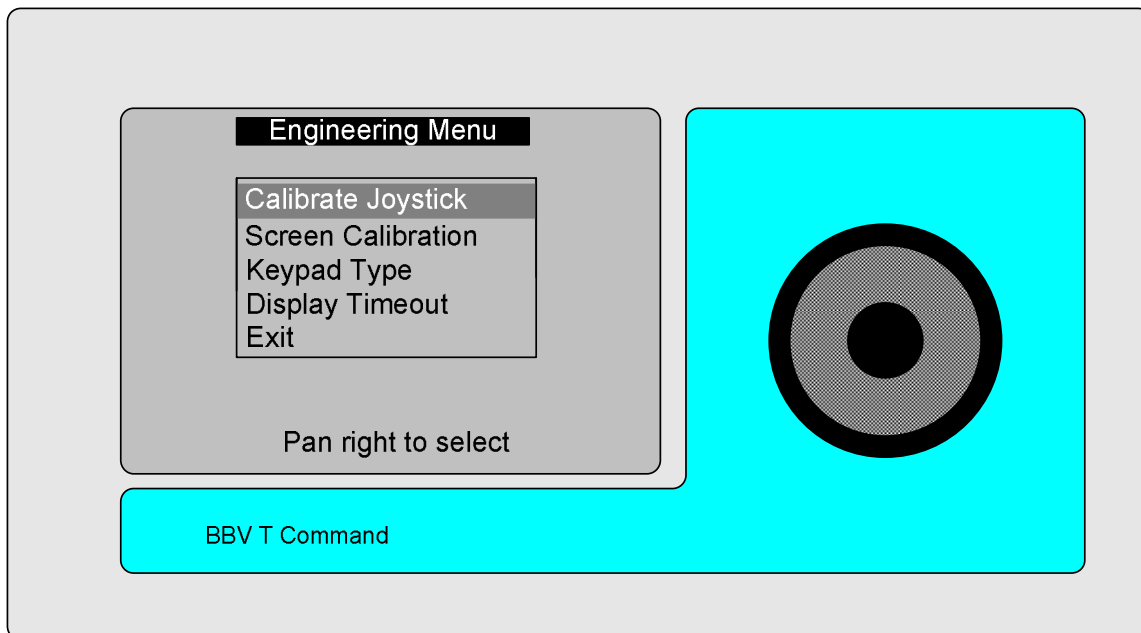 Engineering Menu
Calibrate Joystick
Screen Calibration
Keypad Type
Display Timeout
Exit
Pan right to select
BBV T Command